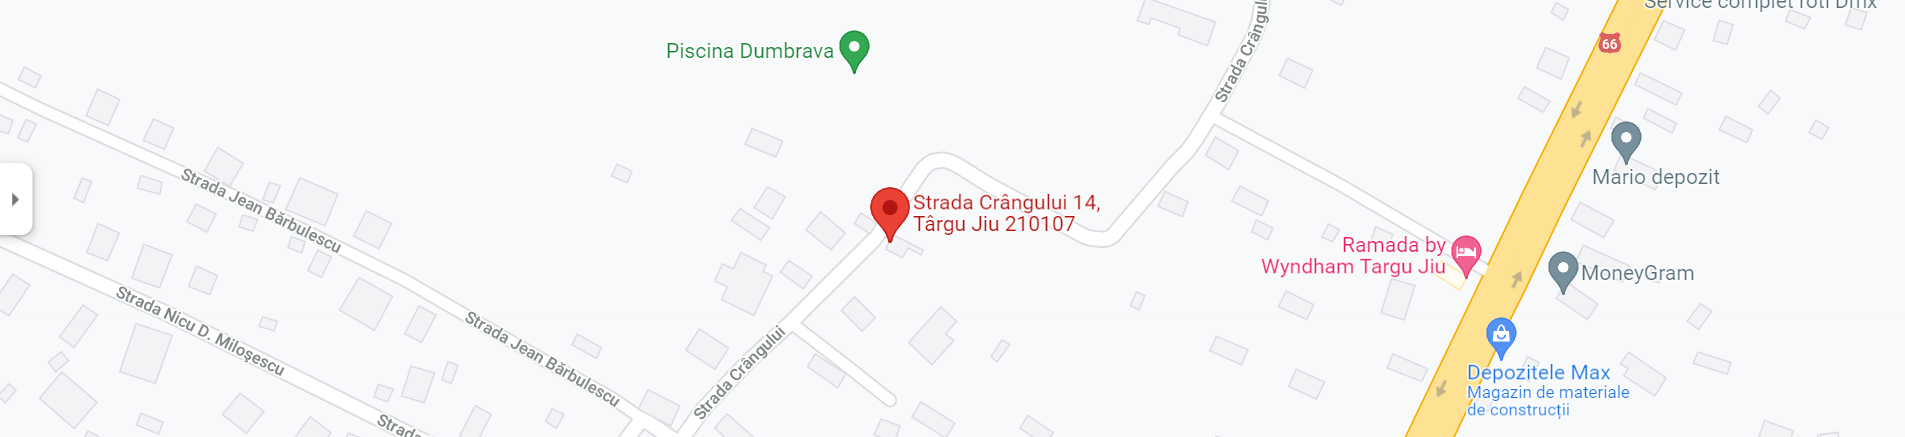 Service complet roti Dmx
66
Piscina Dumbrava
Strada Crângului
Mario depozit
Strada Jean Bărbulescu
Strada Crângului 14,
Târgu Jiu 210107
Ramada by
Wyndham Targu Jiu
MoneyGram
Strada Nicu D. Miloșescu
Strada Jean Bărbulescu
Strada Crângului
Depozitele Max
Magazin de materiale
de construcții
Strada